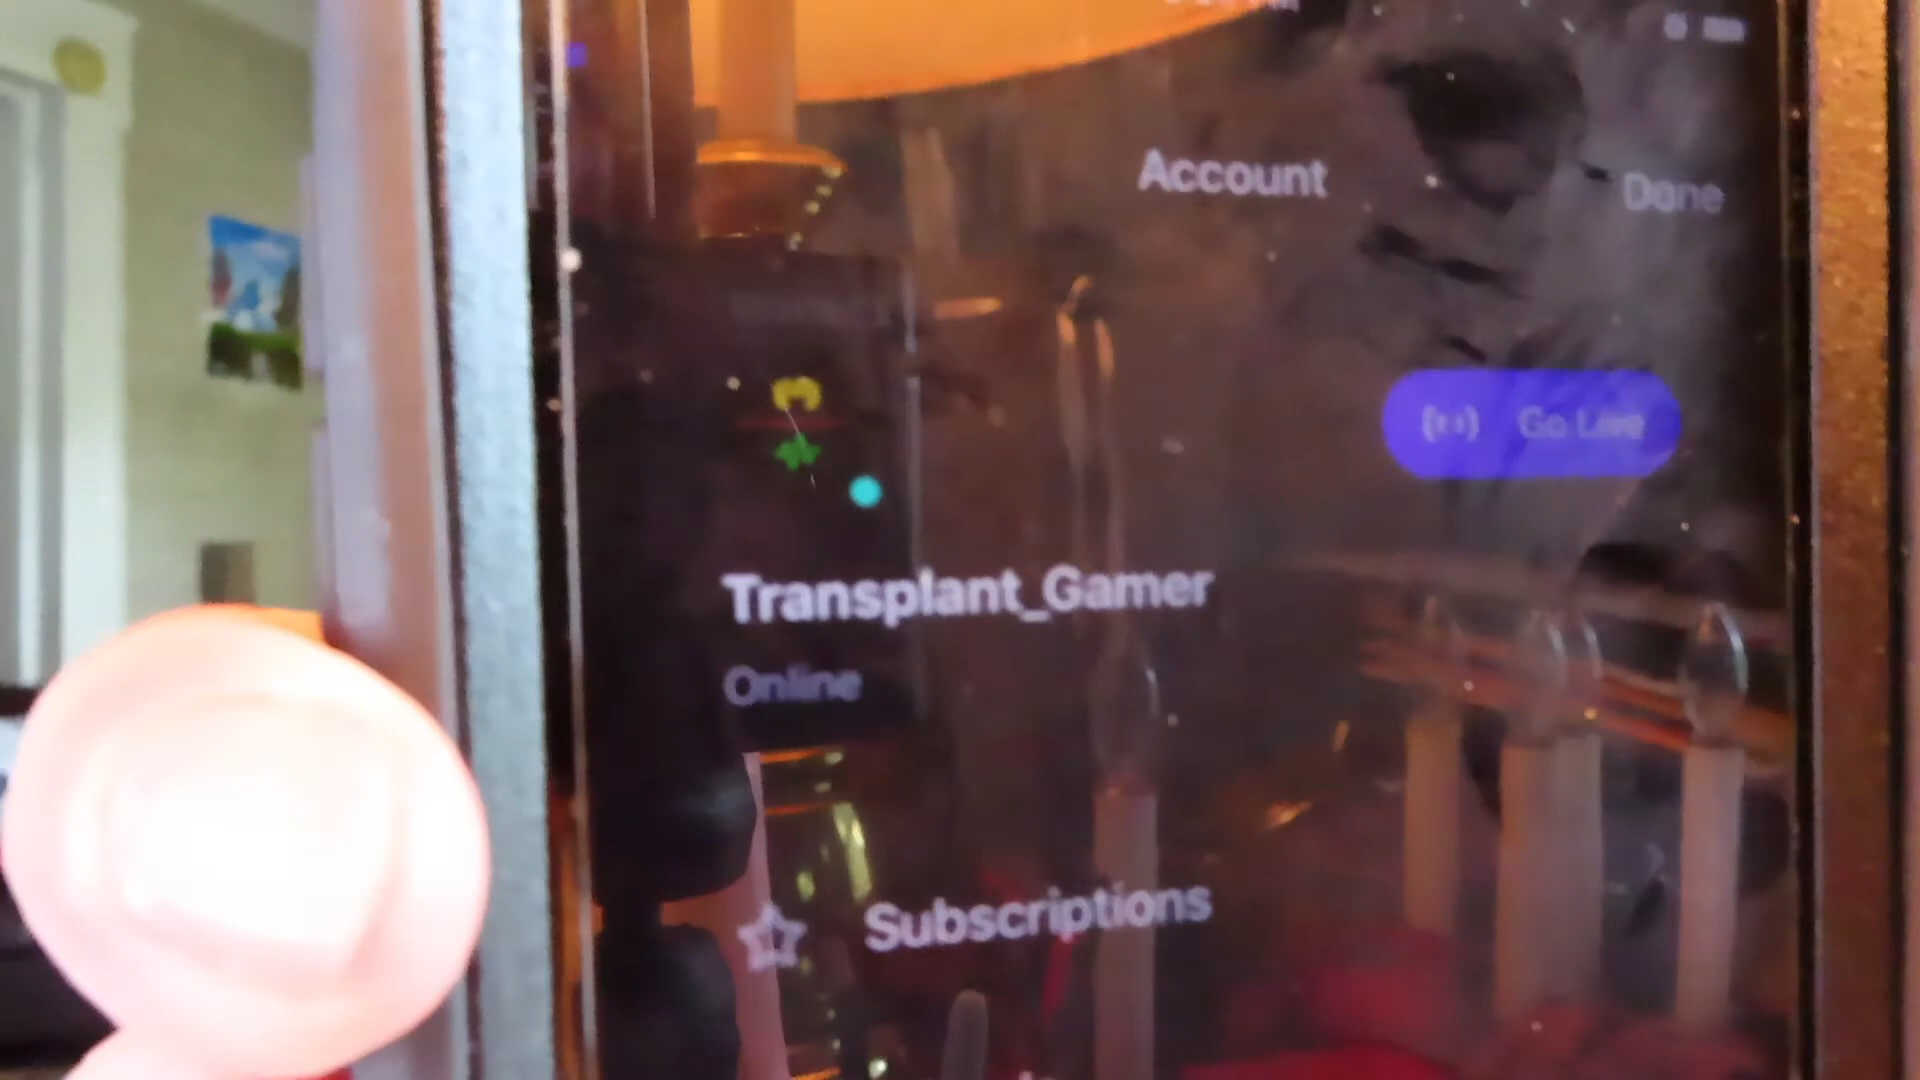 Account
Done
Go Live
Transplant_Gamer
Online
Subscriptions